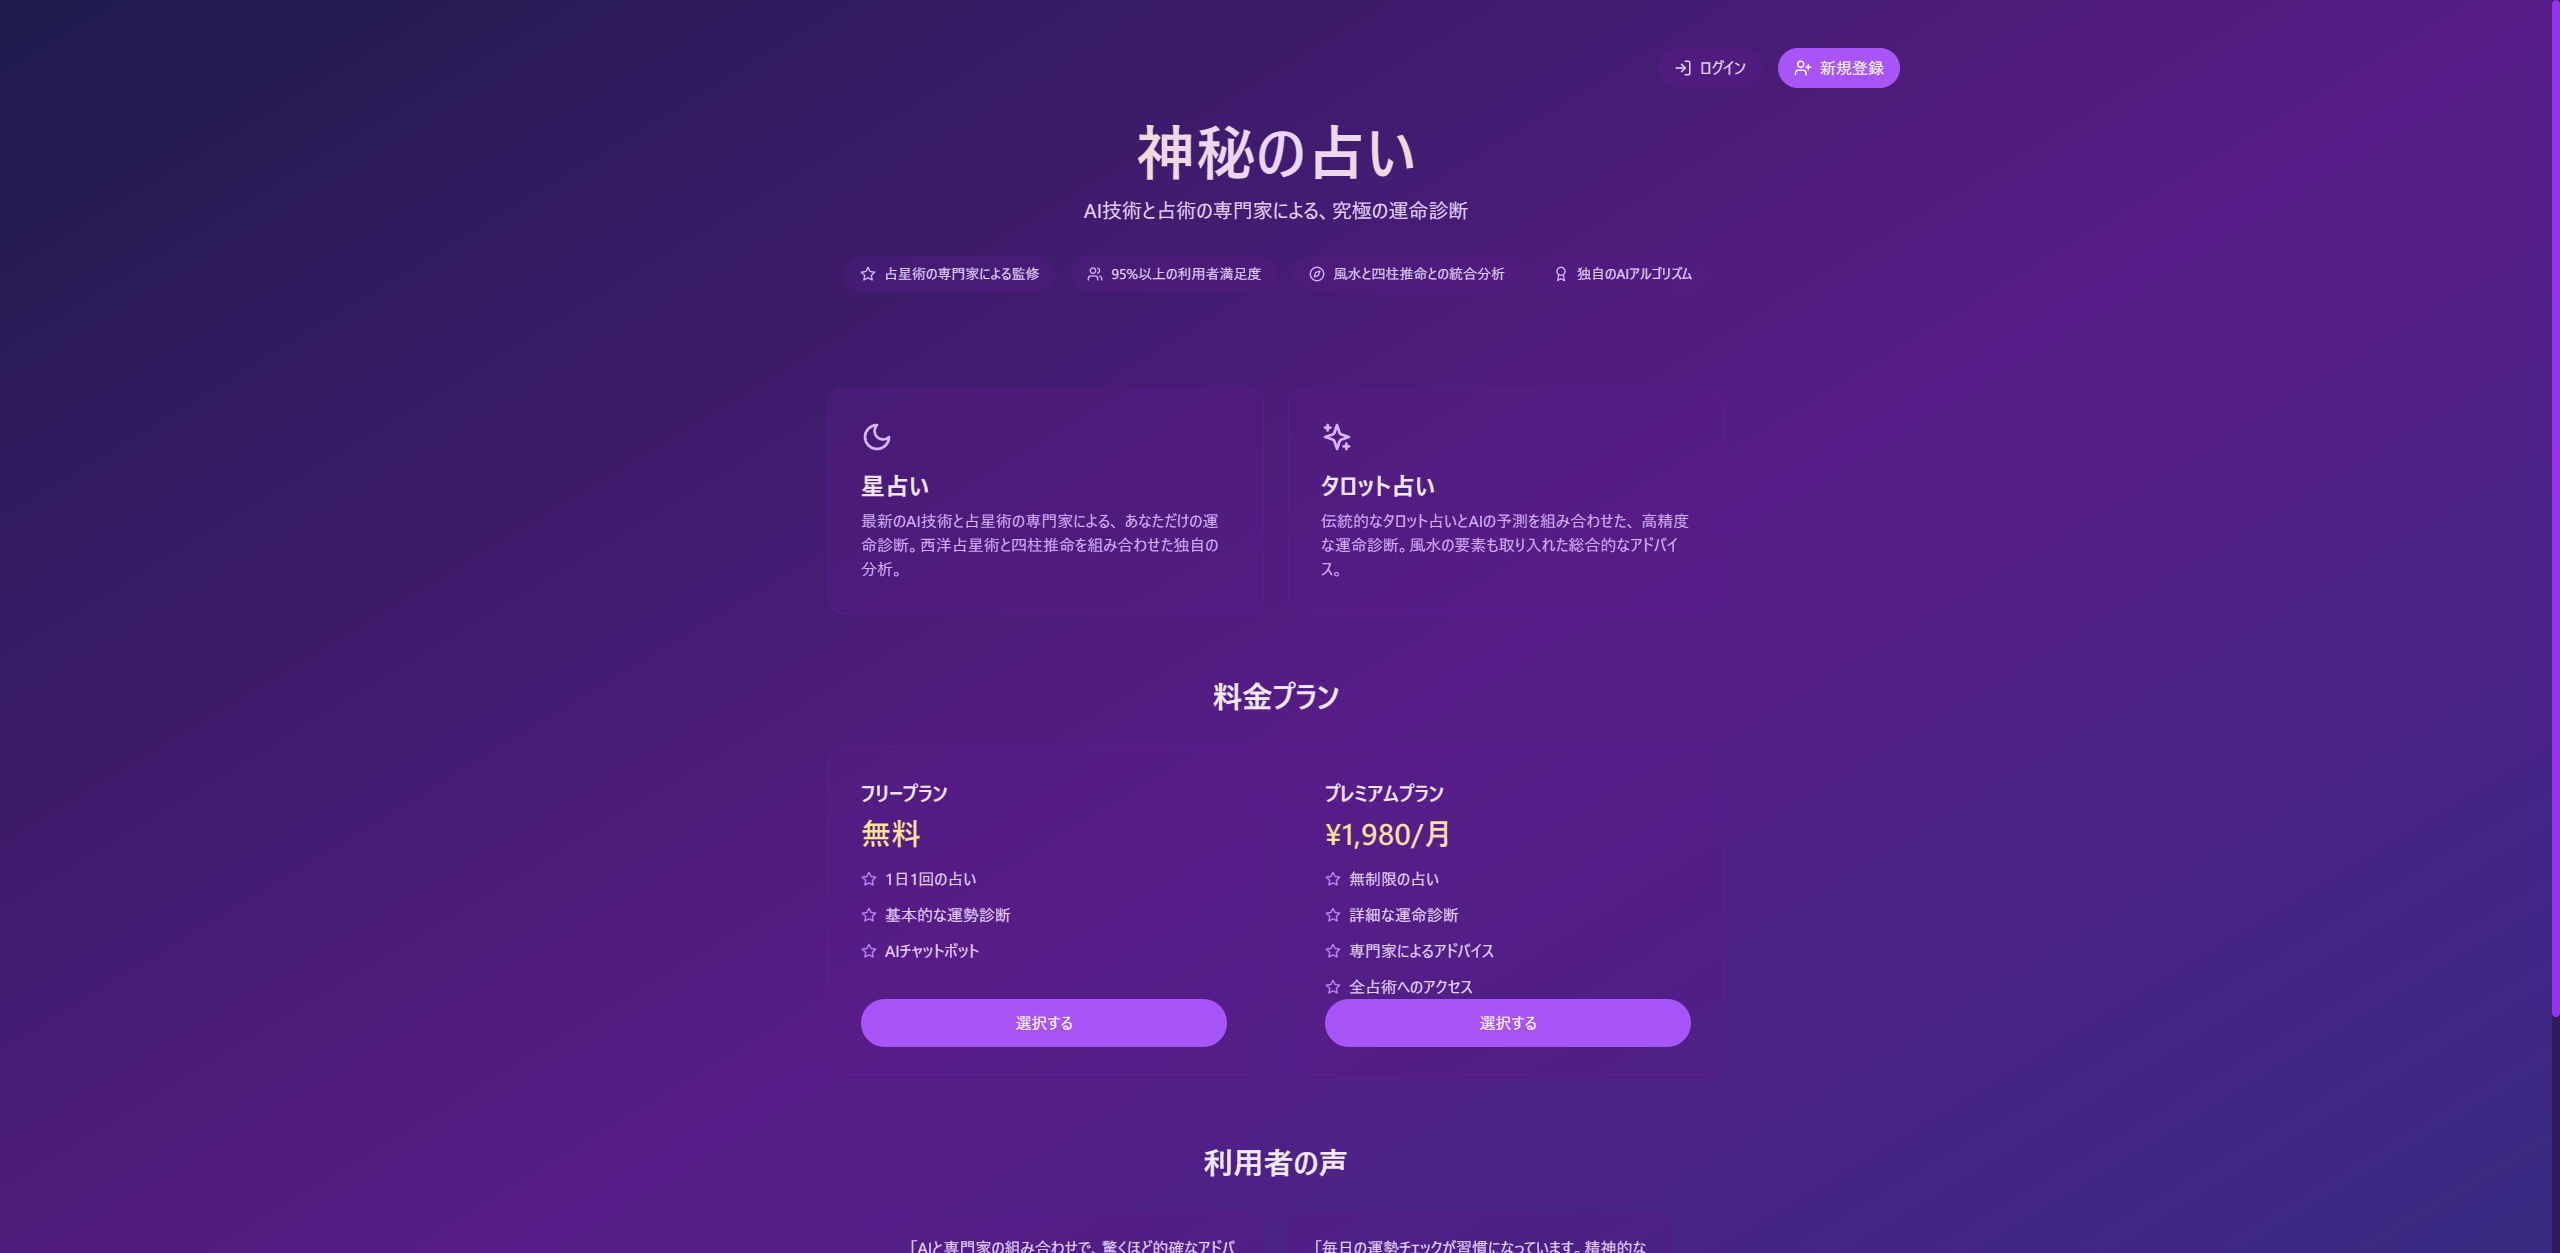 ログイン
新規登録
神秘の占い
AI技術と占術の専門家による、究極の運命診断
占星術の専門家による監修
95%以上の利用者満足度
風水と四柱推命との統合分析
独自のAIアルゴリズム
星占い
最新のAI技術と占星術の専門家による、あなただけの運
命診断。西洋占星術と四柱推命を組み合わせた独自の
分析。
タロット占い
伝統的なタロット占いとAIの予測を組み合わせた、高精度
な運命診断。風水の要素も取り入れた総合的なアドバイ
ス。
料金プラン
フリープラン
無料
1日1回の占い
基本的な運勢診断
AIチャットボット
選択する
プレミアムプラン
¥1,980/月
無制限の占い
詳細な運命診断
専門家によるアドバイス
全占術へのアクセス
選択する
利用者の声
「AIと専門家の組み合わせで、驚くほど的確なアドバ
「毎日の運勢チェックが習慣になっています。精神的な